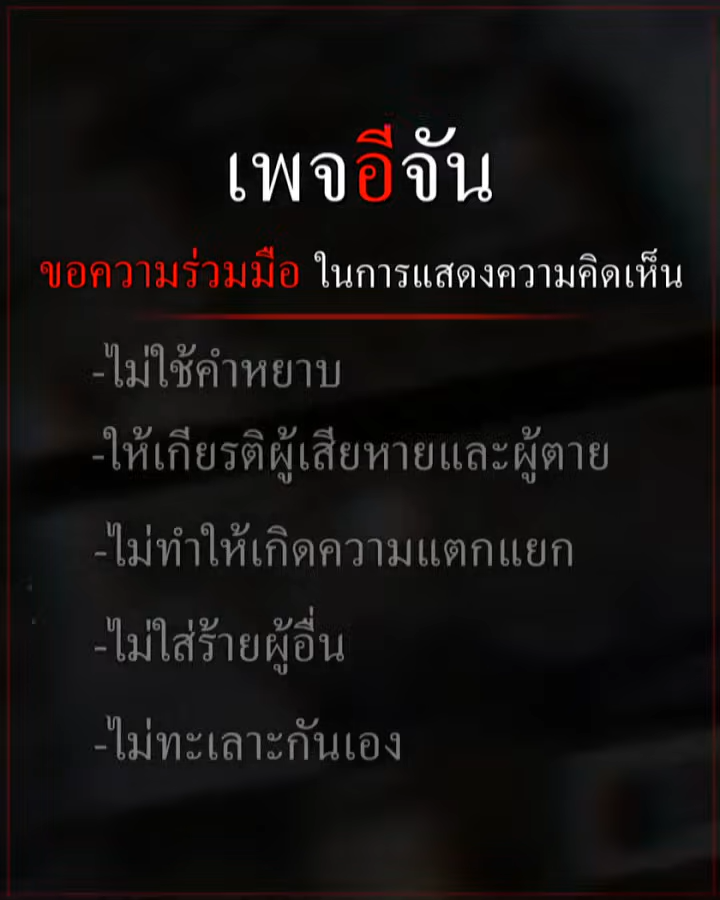 เพจอีจัน
ขอความร่วมมือ ในการแสดงความคิดเห็น
-ไม่ใช้คำหยาบ
-ให้เกียรติผู้เสียหายและผู้ตาย
-ไม่ทำให้เกิดความแตกแยก
-ไม่ใส่ร้ายผู้อื่น
-ไม่ทะเลาะกันเอง